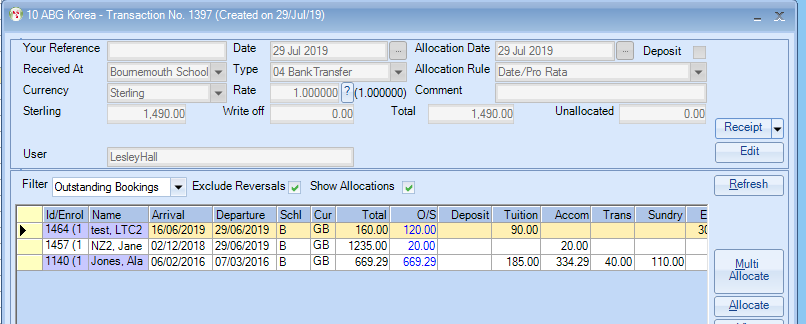 10 ABG Korea - Transaction No. 1397 (Created on 29/Jul/19)
Your Reference Date 29 Jul 2019 ... Allocation Date 29 Jul 2019 ... Deposit
Received At Bournemouth School Type 04 BankTransfer Allocation Rule Date/Pro Rata
Currency Sterling Rate 1.000000 ? (1.000000) Comment
Sterling 1,490.00 Write off 0.00 Total 1,490.00 Unallocated 0.00
Receipt
User LesleyHall Edit
Filter Outstanding Bookings Exclude Reversals Show Allocations Refresh
Id/Enrol Name Arrival Departure Schl Cur Total O/S Deposit Tuition Accom Trans Sundry E
1464 (1 test, LTC2 16/06/2019 29/06/2019 B GB 160.00 120.00 90.00 30
1457 (1 NZ2, Jane 02/12/2018 29/06/2019 B GB 1235.00 20.00 20.00
1140 (1 Jones, Ala 06/02/2016 07/03/2016 B GB 669.29 669.29 185.00 334.29 40.00 110.00
Multi
Allocate
Allocate